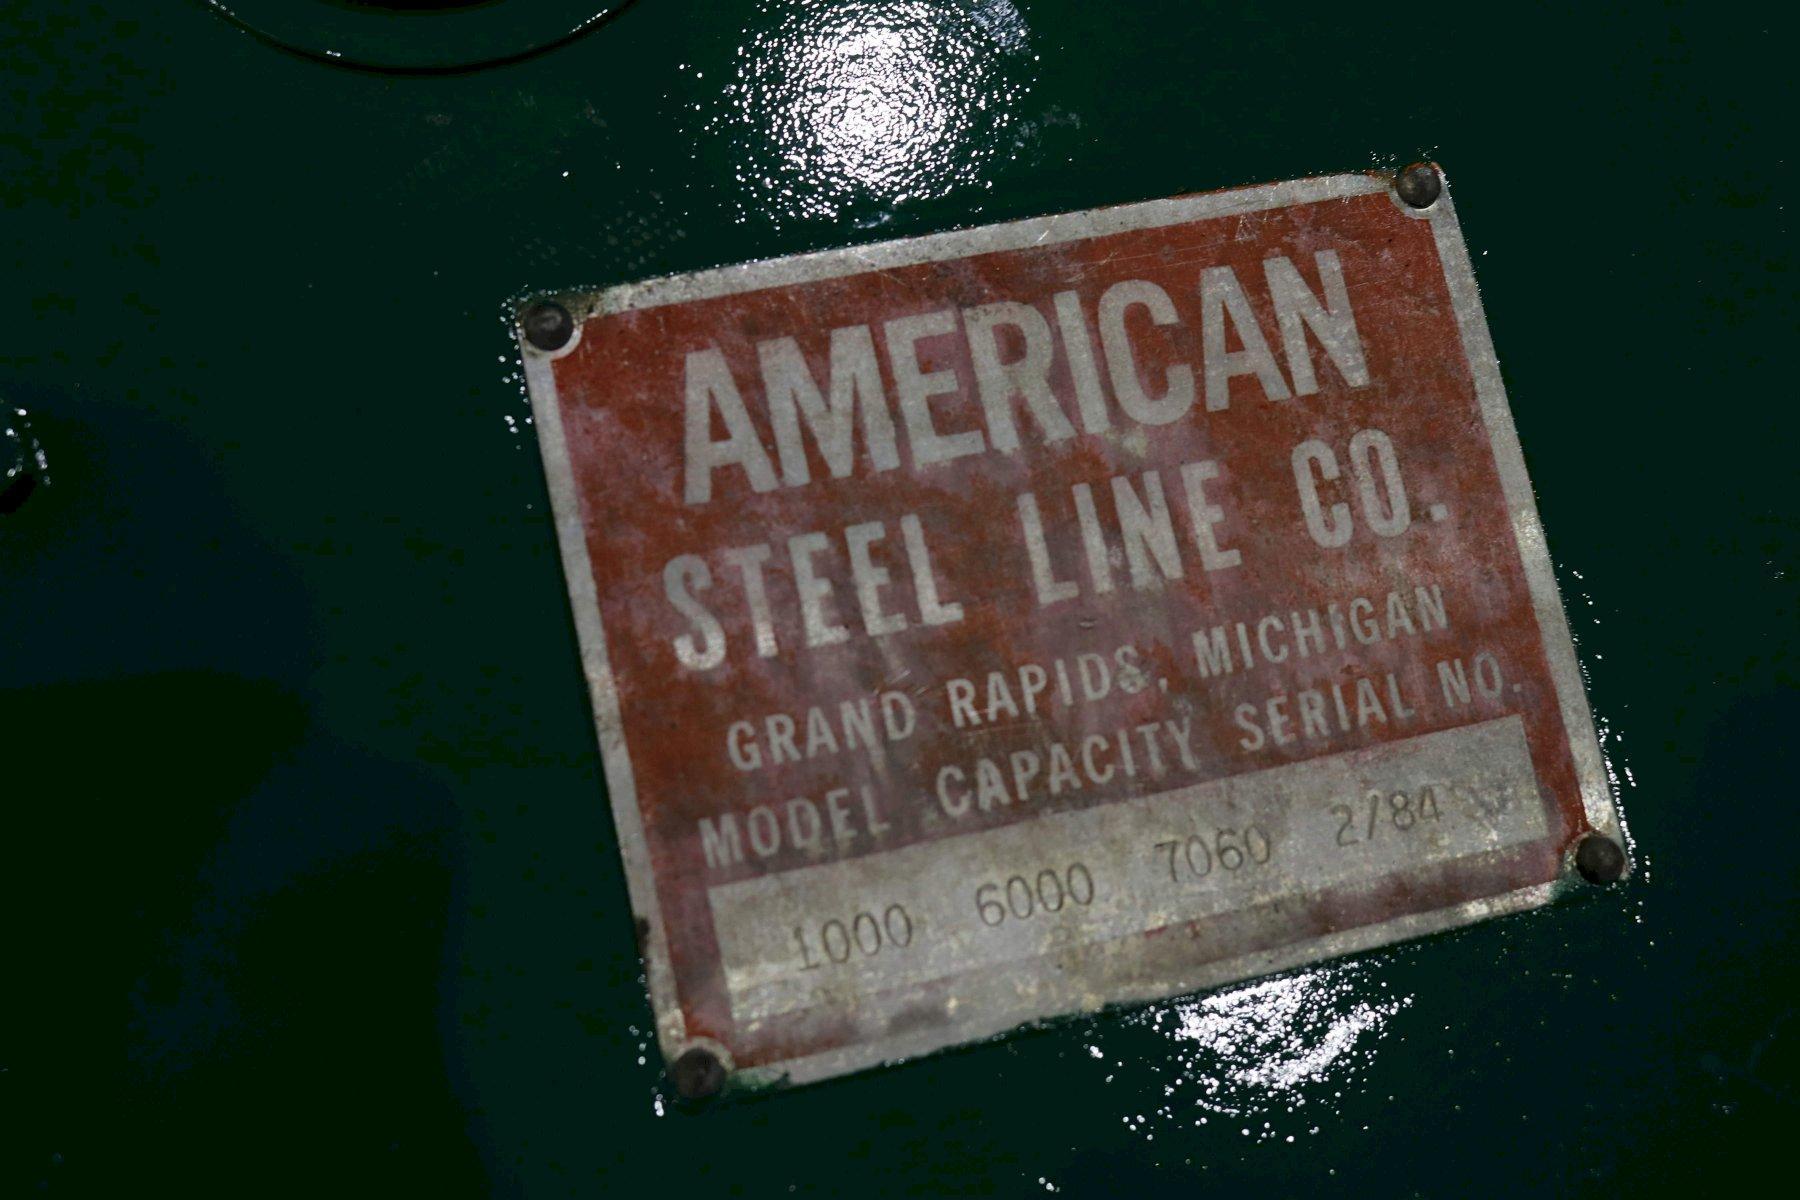 AMERICAN
STEEL LINE CO.
GRAND RAPIDS, MICHIGAN
MODEL CAPACITY SERIAL NO.
1000 6000 7060 2/84